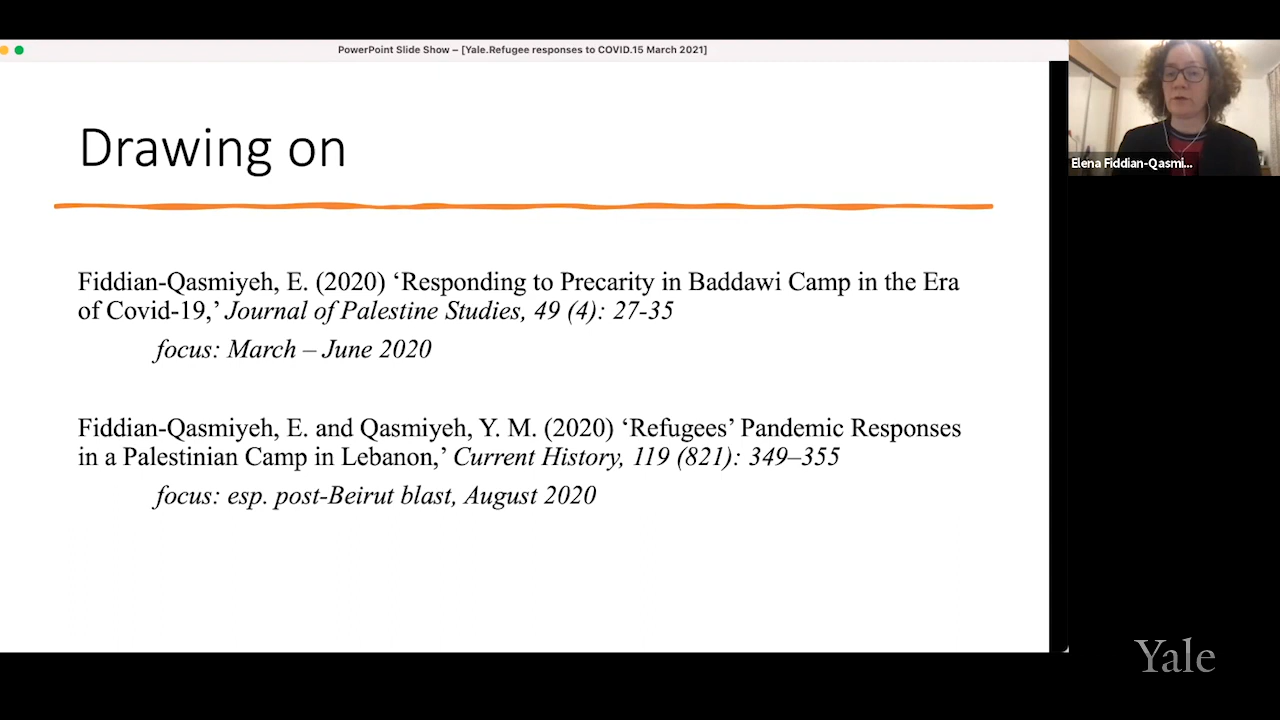 PowerPoint Slide Show – [Yale.Refugee responses to COVID.15 March 2021]
Drawing on
Fiddian-Qasmiyeh, E. (2020) ‘Responding to Precarity in Baddawi Camp in the Era
of Covid-19,’ Journal of Palestine Studies, 49 (4): 27-35
focus: March – June 2020
Fiddian-Qasmiyeh, E. and Qasmiyeh, Y. M. (2020) ‘Refugees’ Pandemic Responses
in a Palestinian Camp in Lebanon,’ Current History, 119 (821): 349–355
focus: esp. post-Beirut blast, August 2020
Elena Fiddian-Qasmi...
Yale